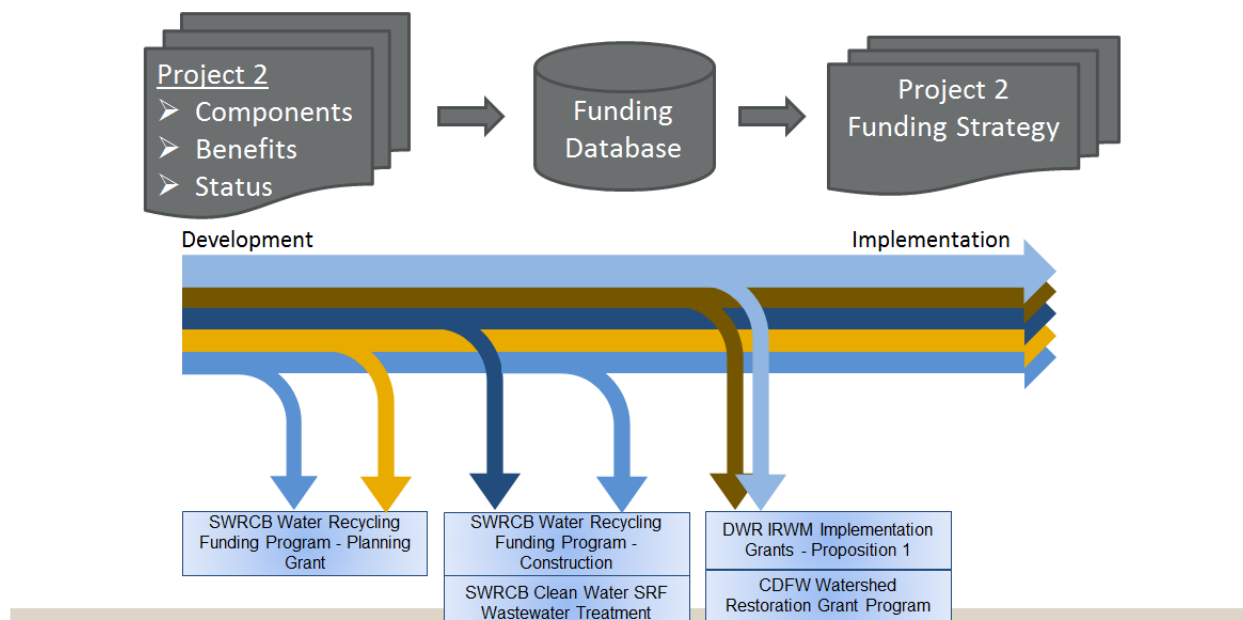 Project 2
➢ Components
➢ Benefits
➢ Status
Funding
Database
Project 2
Funding Strategy
Development
Implementation
SWRCB Water Recycling
Funding Program - Planning
Grant
SWRCB Water Recycling
Funding Program -
Construction
SWRCB Clean Water SRF
Wastewater Treatment
DWR IRWM Implementation
Grants - Proposition 1
CDFW Watershed
Restoration Grant Program